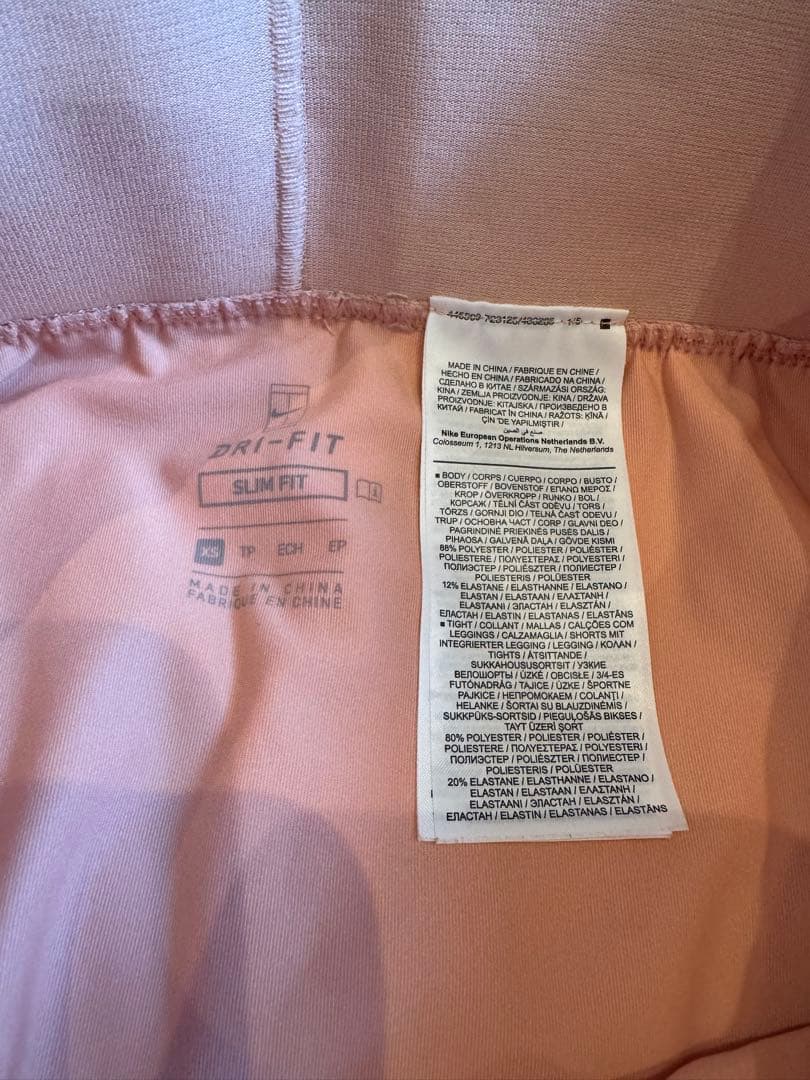 DRI-FIT
SLIM FIT
XS TP ECH EP
MADE IN CHINA
FABRIQUE EN CHINE
MADE IN CHINA / FABRIQUE EN CHINE /
HECHO EN CHINA / FABRICADO NA CHINA /
СДЕЛАНО В КИТАЕ / SZÁRMAZÁSI ORSZÁG:
KÍNA / ZEMLJA PROIZVODNJE: KINA / DRŽAVA
PROIZVODNJE: KITAJSKA / ПРОИЗВЕДЕНО В
КИТАЙ / FABRICAT ÎN CHINA / RAŽOTS: ĶĪNĀ /
ÇİN'DE YAPILMIŞTIR /
صنع في الصين
Nike European Operations Netherlands B.V.
Colosseum 1, 1213 NL Hilversum, The Netherlands
■ BODY / CORPS / CUERPO / CORPO / BUSTO /
OBERSTOFF / BOVENSTOF / ΕΠΑΝΩ ΜΕΡΟΣ /
KROP / ÖVERKROPP / RUNKO / BOL /
КОРСАЖ / TĚLNÍ ČÁST ODĚVU / TORS /
TÖRZS / GORNJI DIO / TELNÁ ČASŤ ODEVU /
TRUP / ОСНОВНА ЧАСТ / CORP / GLAVNI DEO /
PAGRINDINĖ PRIEKINĖS PUSĖS DALIS /
PIHAOSA / GALVENĀ DAĻA / GÖVDE KISMI
88% POLYESTER / POLIESTER / POLIÉSTER /
POLIESTERE / ΠΟΛΥΕΣΤΕΡΑΣ / POLYESTERI /
ПОЛИЭСТЕР / POLIÉSZTER / ПОЛИЕСТЕР /
POLIESTERIS / POLÜESTER
12% ELASTANE / ELASTHANNE / ELASTANO /
ELASTAN / ELASTAAN / ΕΛΑΣΤΑΝΗ /
ELASTAANI / ЭЛАСТАН / ELASZTÁN /
ЕЛАСТАН / ELASTIN / ELASTANAS / ELASTĀNS
■ TIGHT / COLLANT / MALLAS / CALÇÕES COM
LEGGINGS / CALZAMAGLIA / SHORTS MIT
INTEGRIERTER LEGGING / LEGGING / ΚΟΛΑΝ /
TIGHTS / ÅTSITTANDE /
SUKKAHOUSUSORTSIT / УЗКИЕ
ВЕЛОШОРТЫ / ÚZKÉ / OBCISŁE / 3/4-ES
FUTÓNADRÁG / TAJICE / ÚZKE / ŠPORTNE
PAJKICE / НЕПРОМОКАЕМ / COLANȚI /
HELANKE / ŠORTAI SU BLAUZDINĖMIS /
SUKKPÜKS-SORTSID / PIEGUĻOŠĀS BIKSES /
TAYT ÜZERİ ŞORT
80% POLYESTER / POLIESTER / POLIÉSTER /
POLIESTERE / ΠΟΛΥΕΣΤΕΡΑΣ / POLYESTERI /
ПОЛИЭСТЕР / POLIÉSZTER / ПОЛИЕСТЕР /
POLIESTERIS / POLÜESTER
20% ELASTANE / ELASTHANNE / ELASTANO /
ELASTAN / ELASTAAN / ΕΛΑΣΤΑΝΗ /
ELASTAANI / ЭЛАСТАН / ELASZTÁN /
ЕЛАСТАН / ELASTIN / ELASTANAS / ELASTĀNS